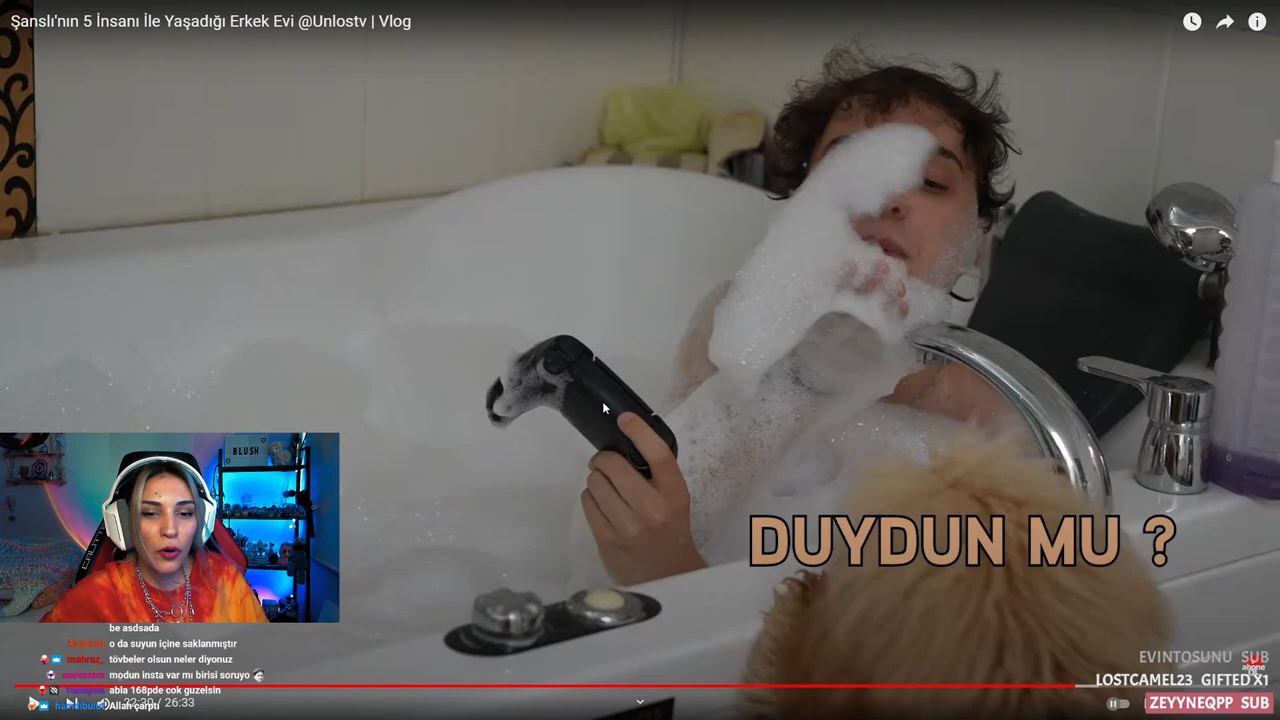 Şanslı'nın 5 İnsanı İle Yaşadığı Erkek Evi @Unlostv | Vlog
BLUSH
DUYDUN MU ?
be asdsada
o da suyun içine saklanmıştır
mahraz_ tövbeler olsun neler diyonuz
modun insta var mı birisi soruyo
abla 168pde cok guzelsin
Allah çarptı
/ 26:33
EVINTOSUNU SUB
abone
LOSTCAMEL23 GIFTED X1
ZEYYNEQPP SUB